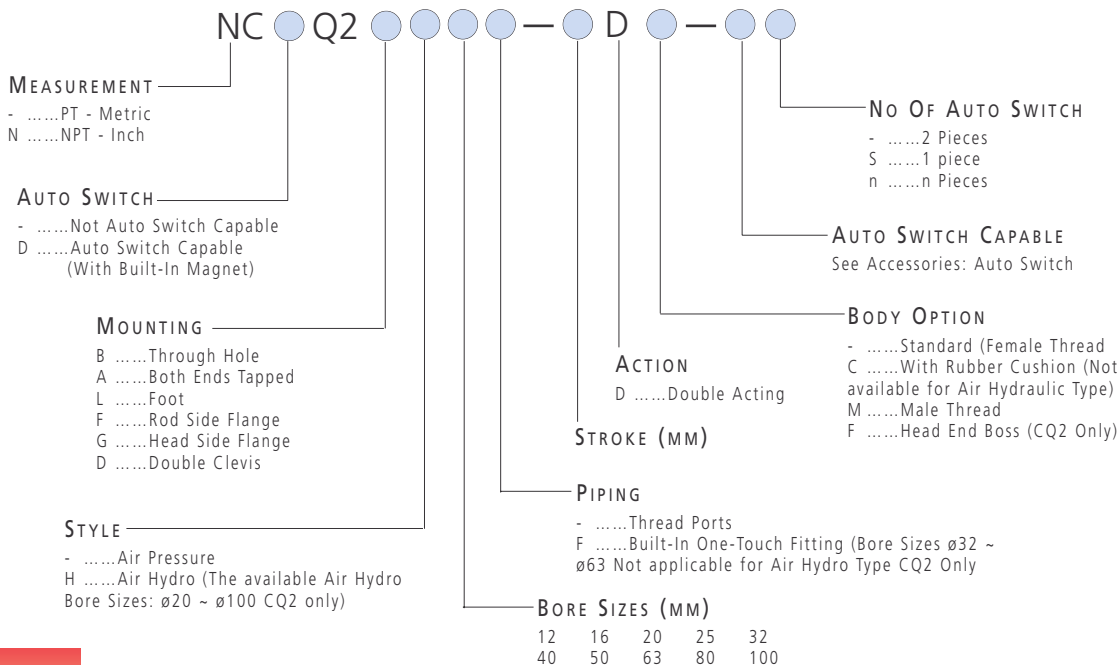 NC Q2 — D —
MEASUREMENT
- ......PT - Metric
N ......NPT - Inch
AUTO SWITCH
- ......Not Auto Switch Capable
D ......Auto Switch Capable
(With Built-In Magnet)
MOUNTING
B ......Through Hole
A ......Both Ends Tapped
L ......Foot
F ......Rod Side Flange
G ......Head Side Flange
D ......Double Clevis
STYLE
- ......Air Pressure
H ......Air Hydro (The available Air Hydro
Bore Sizes: ø20 ~ ø100 CQ2 only)
BORE SIZES (MM)
12 16 20 25 32
40 50 63 80 100
PIPING
- ......Thread Ports
F ......Built-In One-Touch Fitting (Bore Sizes ø32 ~
ø63 Not applicable for Air Hydro Type CQ2 Only
STROKE (MM)
ACTION
D ......Double Acting
BODY OPTION
- ......Standard (Female Thread
C ......With Rubber Cushion (Not
available for Air Hydraulic Type)
M ......Male Thread
F ......Head End Boss (CQ2 Only)
AUTO SWITCH CAPABLE
See Accessories: Auto Switch
NO OF AUTO SWITCH
- ......2 Pieces
S ......1 piece
n ......n Pieces